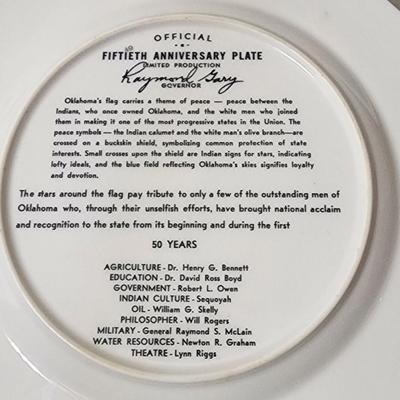 OFFICIAL
FIFTIETH ANNIVERSARY PLATE
LIMITED PRODUCTION
Raymond Gary
GOVERNOR
Oklahoma's flag carries a theme of peace — peace between the
Indians, who once owned Oklahoma, and the white men who joined
them in making it one of the most progressive states in the Union. The
peace symbols — the Indian calumet and the white man's olive branch—are
crossed on a buckskin shield, symbolizing common protection of state
interests. Small crosses upon the shield are Indian signs for stars, indicating
lofty ideals, and the blue field reflecting Oklahoma's skies signifies loyalty
and devotion.
The stars around the flag pay tribute to only a few of the outstanding men of
Oklahoma who, through their unselfish efforts, have brought national acclaim
and recognition to the state from its beginning and during the first
50 YEARS
AGRICULTURE - Dr. Henry G. Bennett
EDUCATION - Dr. David Ross Boyd
GOVERNMENT - Robert L. Owen
INDIAN CULTURE - Sequoyah
OIL - William G. Skelly
PHILOSOPHER - Will Rogers
MILITARY - General Raymond S. McLain
WATER RESOURCES - Newton R. Graham
THEATRE - Lynn Riggs